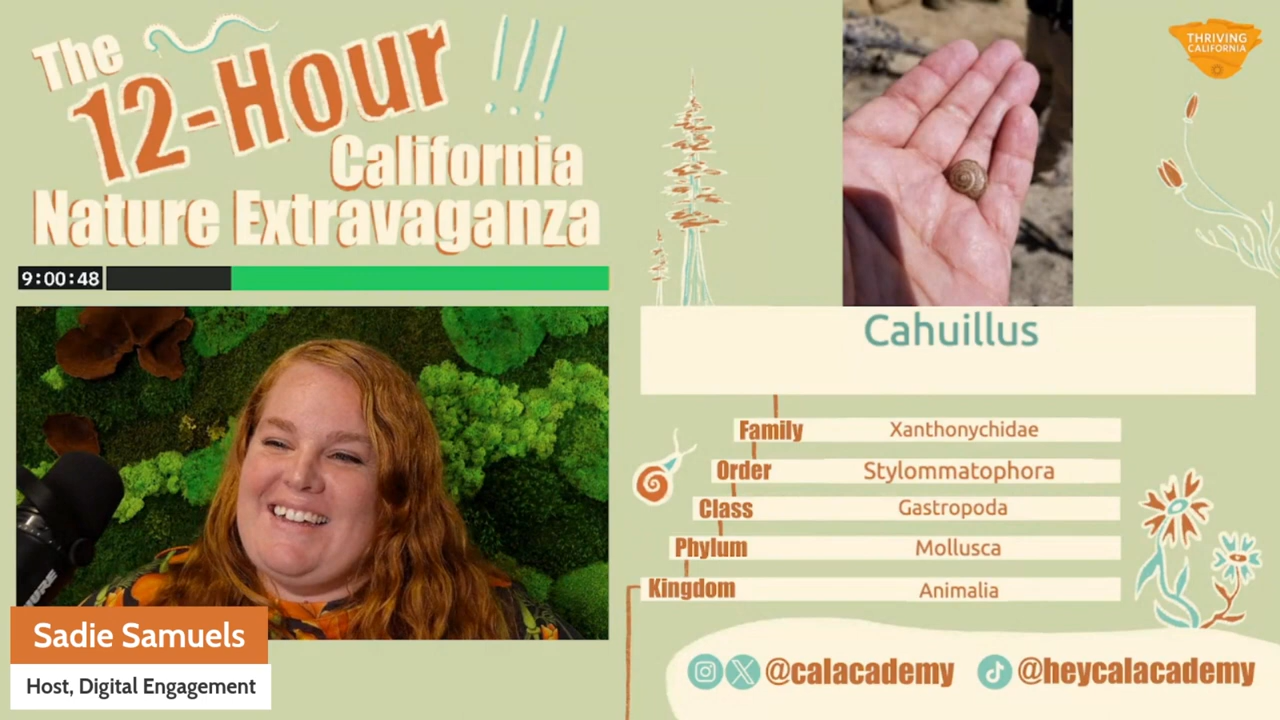 The
12-Hour !!!
California
Nature Extravaganza
9:00:48
SHURE
Sadie Samuels
Host, Digital Engagement
THRIVING
CALIFORNIA
Cahuillus
Family Xanthonychidae
Order Stylommatophora
Class Gastropoda
Phylum Mollusca
Kingdom Animalia
@calacademy @heycalacademy